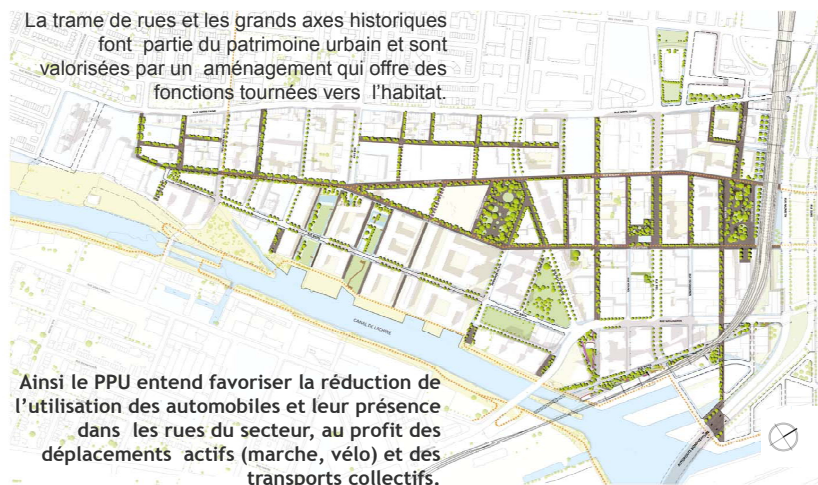 La trame de rues et les grands axes historiques
font partie du patrimoine urbain et sont
valorisées par un aménagement qui offre des
fonctions tournées vers l'habitat.
CANAL DE LACHINE
Ainsi le PPU entend favoriser la réduction de
l'utilisation des automobiles et leur présence
dans les rues du secteur, au profit des
déplacements actifs (marche, vélo) et des
transports collectifs.